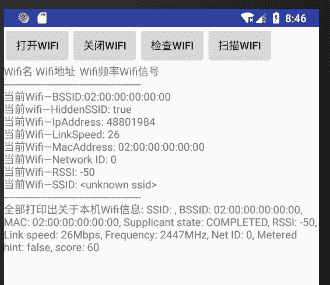 8:46
打开WIFI 关闭WIFI 检查WIFI 扫描WIFI
Wifi名 Wifi地址 Wifi频率Wifi信号
当前Wifi—BSSID:02:00:00:00:00:00
当前wifi—HiddenSSID: true
当前Wifi—IpAddress: 48801984
当前Wifi—LinkSpeed: 26
当前Wifi—MacAddress: 02:00:00:00:00:00
当前Wifi—Network ID: 0
当前Wifi—RSSI: -50
当前Wifi—SSID: <unknown ssid>
全部打印出关于本机Wifi信息: SSID: , BSSID: 02:00:00:00:00:00,
MAC: 02:00:00:00:00:00, Supplicant state: COMPLETED, RSSI: -50,
Link speed: 26Mbps, Frequency: 2447MHz, Net ID: 0, Metered
hint: false, score: 60